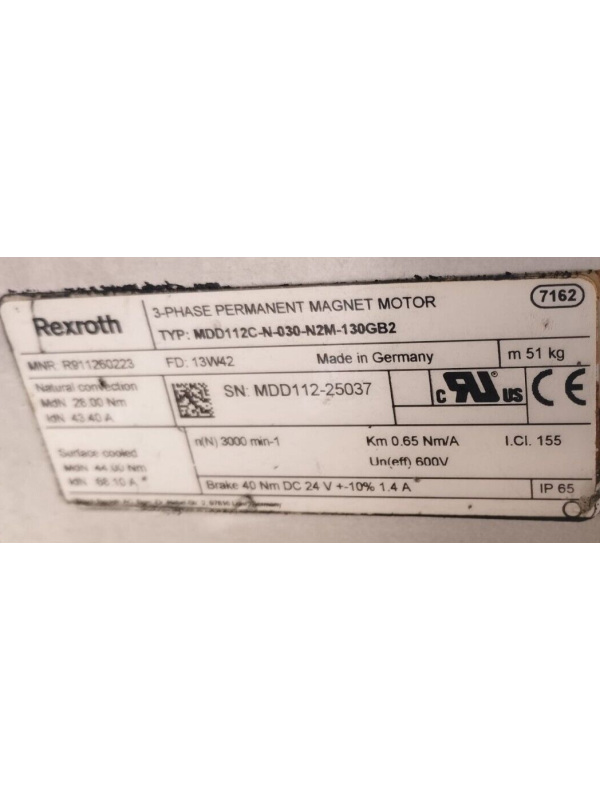 Rexroth
3-PHASE PERMANENT MAGNET MOTOR
7162
TYP: MDD112C-N-030-N2M-130GB2
MNR: R911260223
FD: 13W42
Made in Germany
m 51 kg
Natural convection
MdN 28.00 Nm
IdN 43.40 A
SN: MDD112-25037
c RU us CE
Surface cooled
MdN 44.00 Nm
IdN 68.10 A
n(N) 3000 min-1
Km 0.65 Nm/A
I.Cl. 155
Un(eff) 600V
Brake 40 Nm DC 24 V +-10% 1.4 A
IP 65